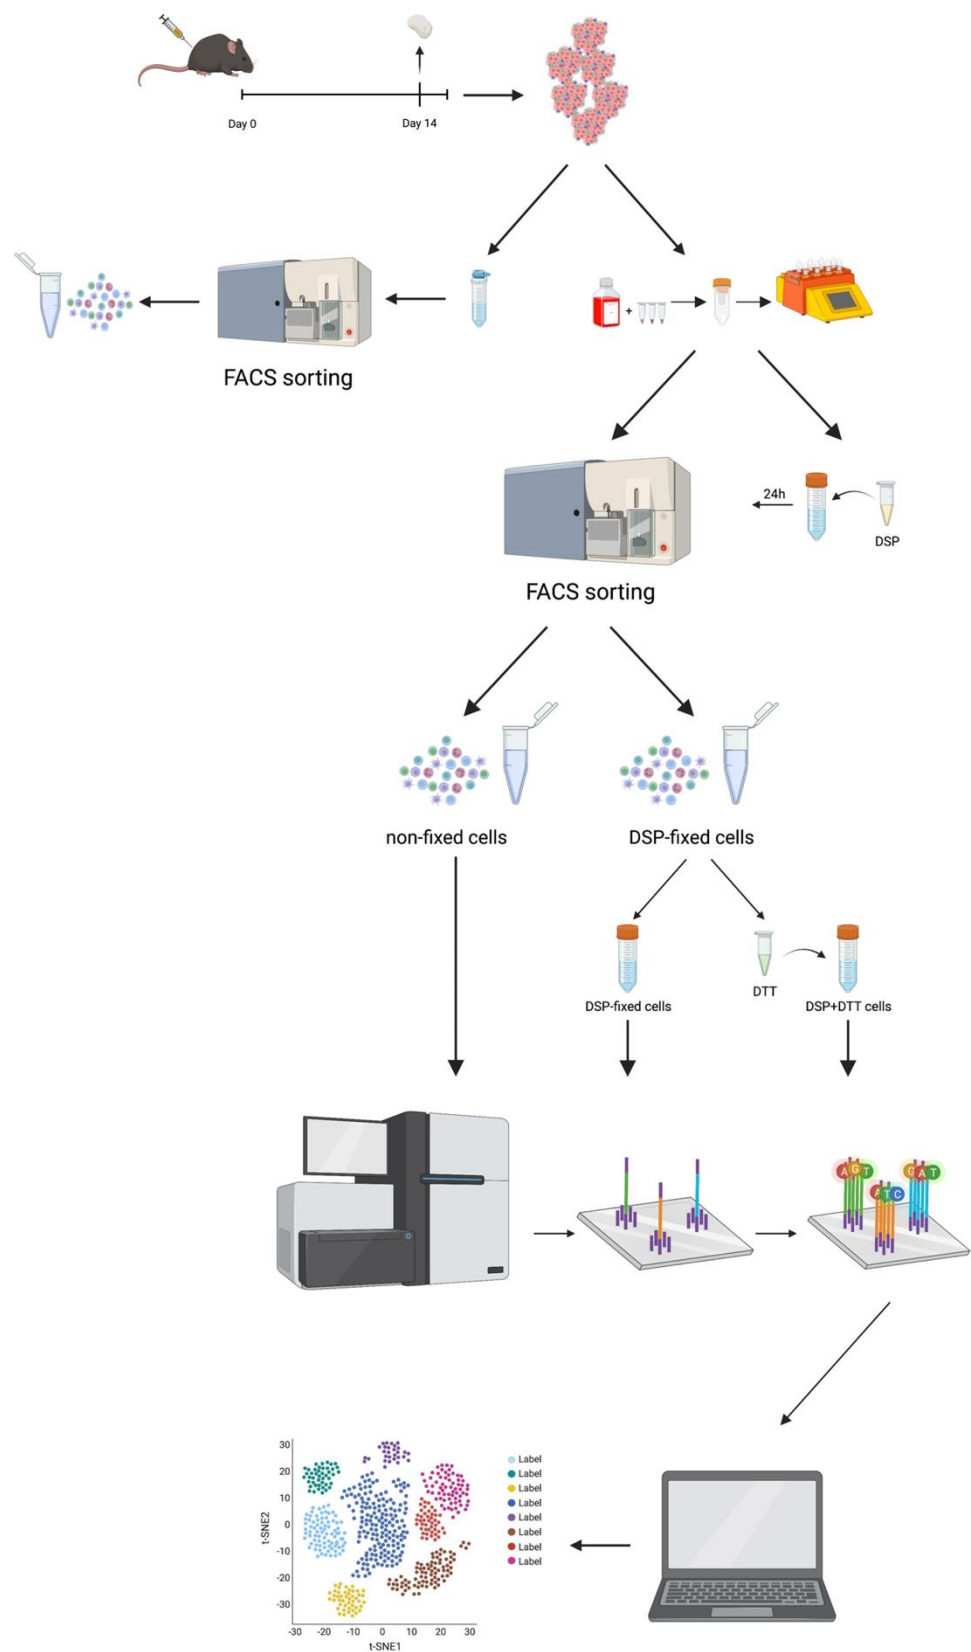 Day 0
Day 14
+
FACS sorting
24h
DSP
FACS sorting
non-fixed cells
DSP-fixed cells
DTT
DSP-fixed cells
DSP+DTT cells
A G T
G A T
A T C
t-SNE2
30
20
10
0
-10
-20
-30
-30 -20 -10 0 10 20 30
t-SNE1
Label
Label
Label
Label
Label
Label
Label
Label